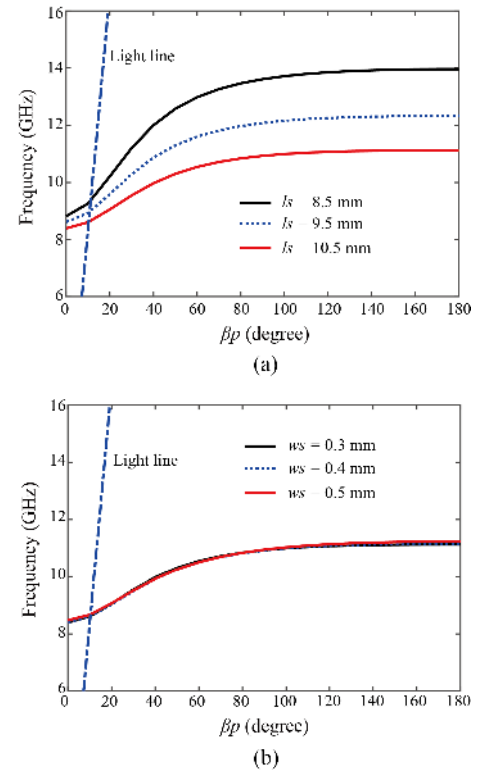 16
14
12
10
8
6
Frequency (GHz)
Light line
ls – 8.5 mm
ls – 9.5 mm
ls – 10.5 mm
0 20 40 60 80 100 120 140 160 180
βp (degree)
(a)
16
14
12
10
8
6
Frequency (GHz)
Light line
ws = 0.3 mm
ws – 0.4 mm
ws – 0.5 mm
0 20 40 60 80 100 120 140 160 180
βp (degree)
(b)